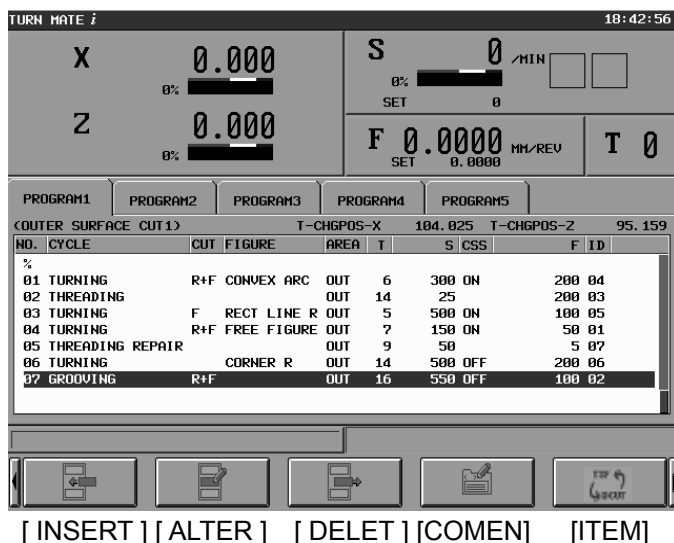 TURN MATE i 18:42:56
X 0.000 S 0 /MIN
0% 0%
SET 0
Z 0.000 F 0.0000 MM/REV T 0
0% SET 0.0000
PROGRAM1 PROGRAM2 PROGRAM3 PROGRAM4 PROGRAM5
(OUTER SURFACE CUT1) T-CHGPOS-X 104.025 T-CHGPOS-Z 95.159
NO. CYCLE CUT FIGURE AREA T S CSS F ID
%
01 TURNING R+F CONVEX ARC OUT 6 300 ON 200 04
02 THREADING OUT 14 25 200 03
03 TURNING F RECT LINE R OUT 5 500 ON 100 05
04 TURNING R+F FREE FIGURE OUT 7 150 ON 50 01
05 THREADING REPAIR OUT 9 50 5 07
06 TURNING CORNER R OUT 14 500 OFF 200 06
07 GROOVING R+F OUT 16 550 OFF 100 02
[ INSERT ] [ ALTER ] [ DELET ] [COMEN] [ITEM]